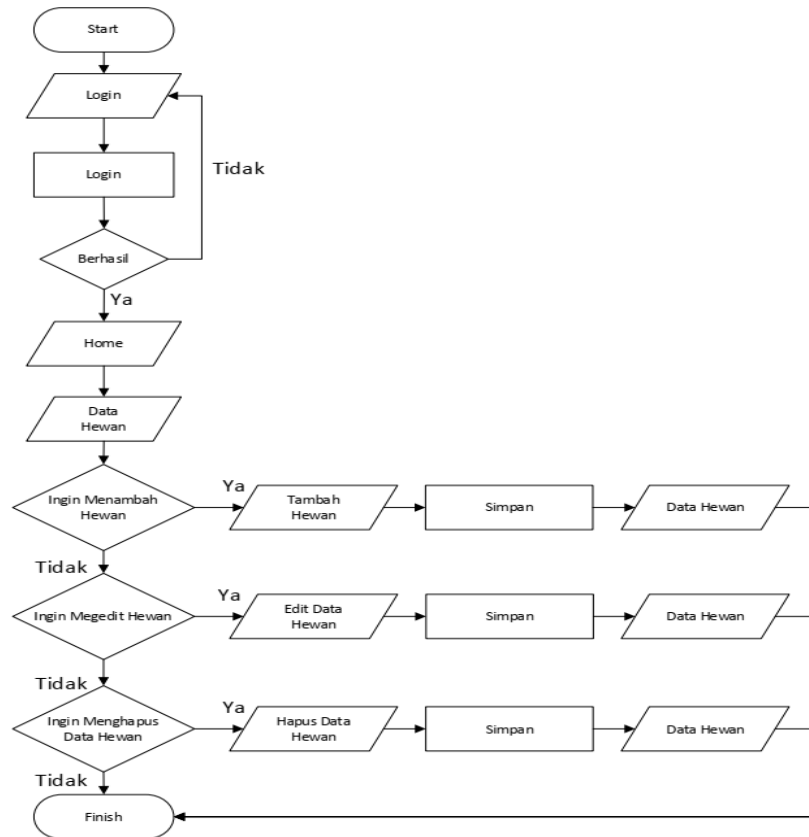 Start
Login
Login
Tidak
Berhasil
Ya
Home
Data
Hewan
Ingin Menambah
Hewan
Ya
Tambah
Hewan
Simpan
Data Hewan
Tidak
Ingin Megedit Hewan
Ya
Edit Data
Hewan
Simpan
Data Hewan
Tidak
Ingin Menghapus
Data Hewan
Ya
Hapus Data
Hewan
Simpan
Data Hewan
Tidak
Finish